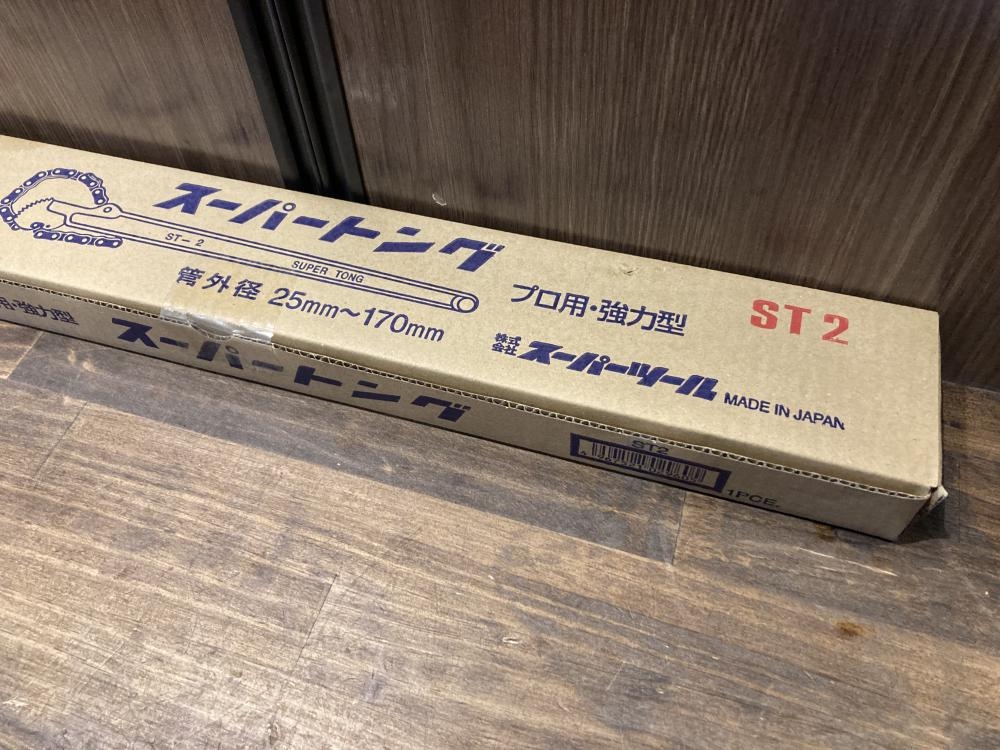 スーパートング
ST-2
SUPER TONG
管外径 25mm〜170mm
プロ用・強力型
ST2
株式会社 スーパーツール
MADE IN JAPAN
用・強力型
スーパートング
ST2
1PCE.